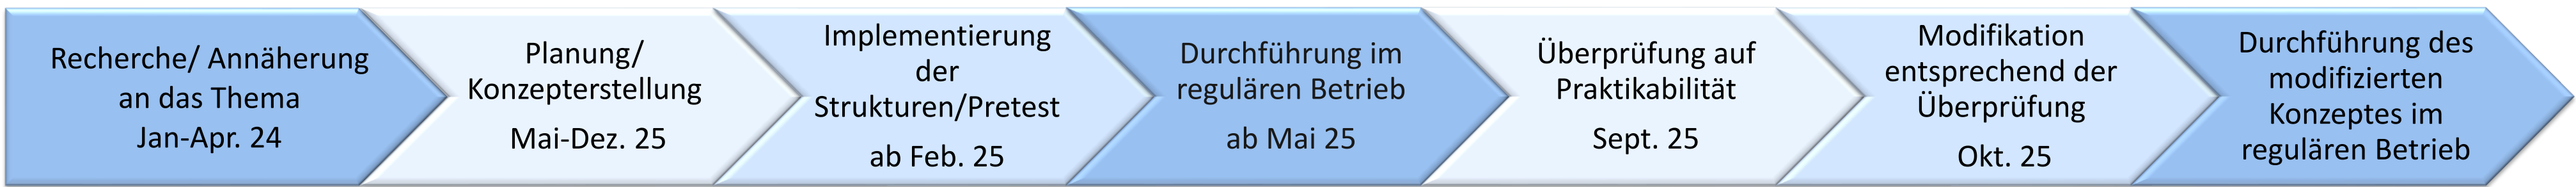 Recherche/ Annäherung
an das Thema
Jan-Apr. 24
Planung/
Konzepterstellung
Mai-Dez. 25
Implementierung
der
Strukturen/Pretest
ab Feb. 25
Durchführung im
regulären Betrieb
ab Mai 25
Überprüfung auf
Praktikabilität
Sept. 25
Modifikation
entsprechend der
Überprüfung
Okt. 25
Durchführung des
modifizierten
Konzeptes im
regulären Betrieb